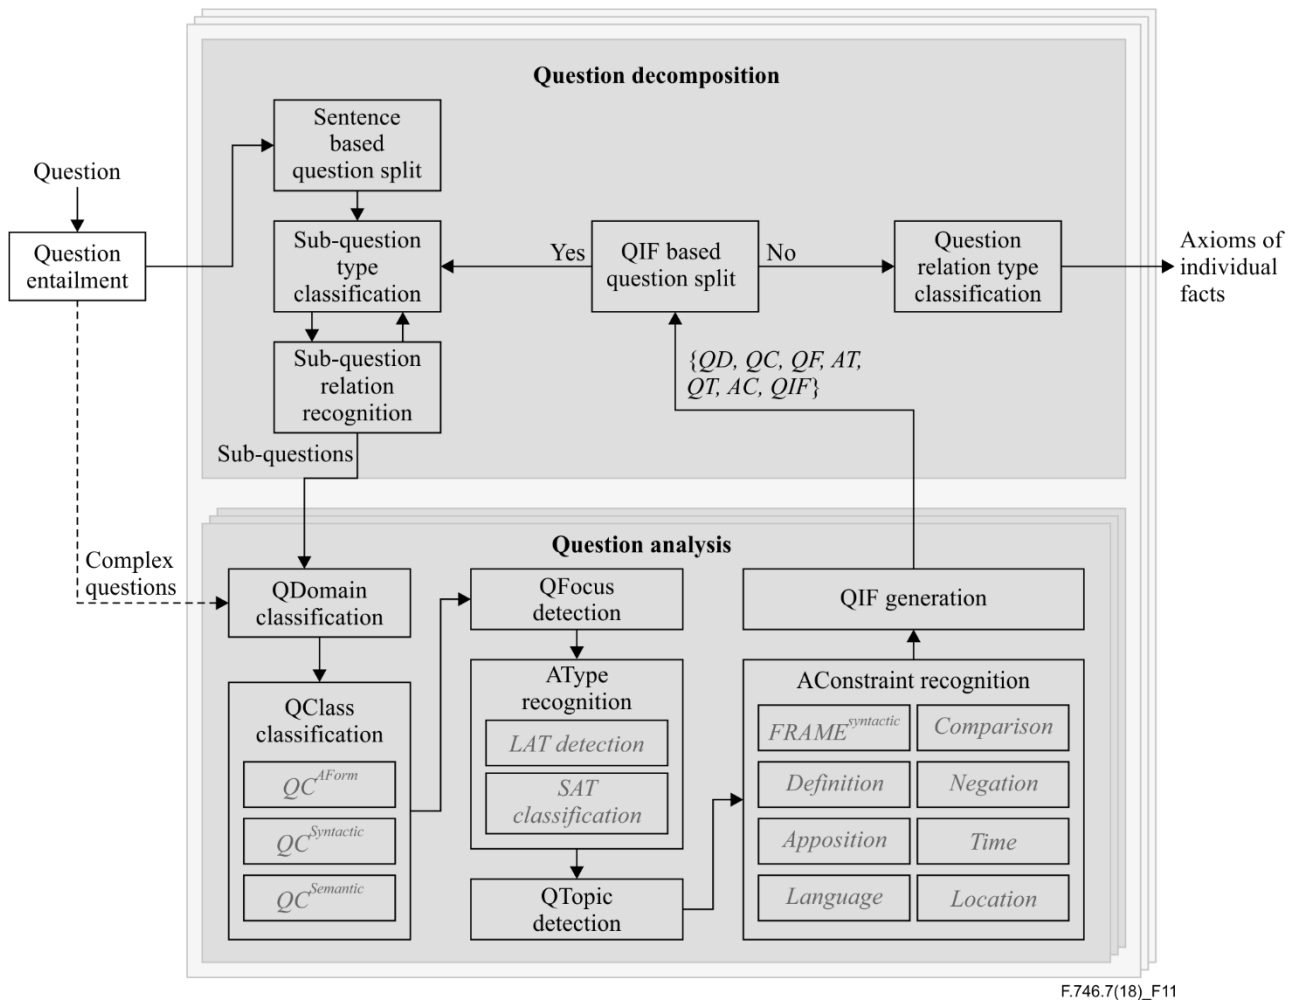 Question decomposition
Sentence
based
question split
Question
Question
entailment
Sub-question
type
classification
Yes
QIF based
question split
No
Question
relation type
classification
Axioms of
individual
facts
Sub-question
relation
recognition
{QD, QC, QF, AT,
QT, AC, QIF}
Sub-questions
Complex
questions
Question analysis
QDomain
classification
QClass
classification
QC^AForm
QC^Syntactic
QC^Semantic
QFocus
detection
AType
recognition
LAT detection
SAT
classification
QTopic
detection
QIF generation
AConstraint recognition
FRAME^syntactic
Comparison
Definition
Negation
Apposition
Time
Language
Location
F.746.7(18)_F11